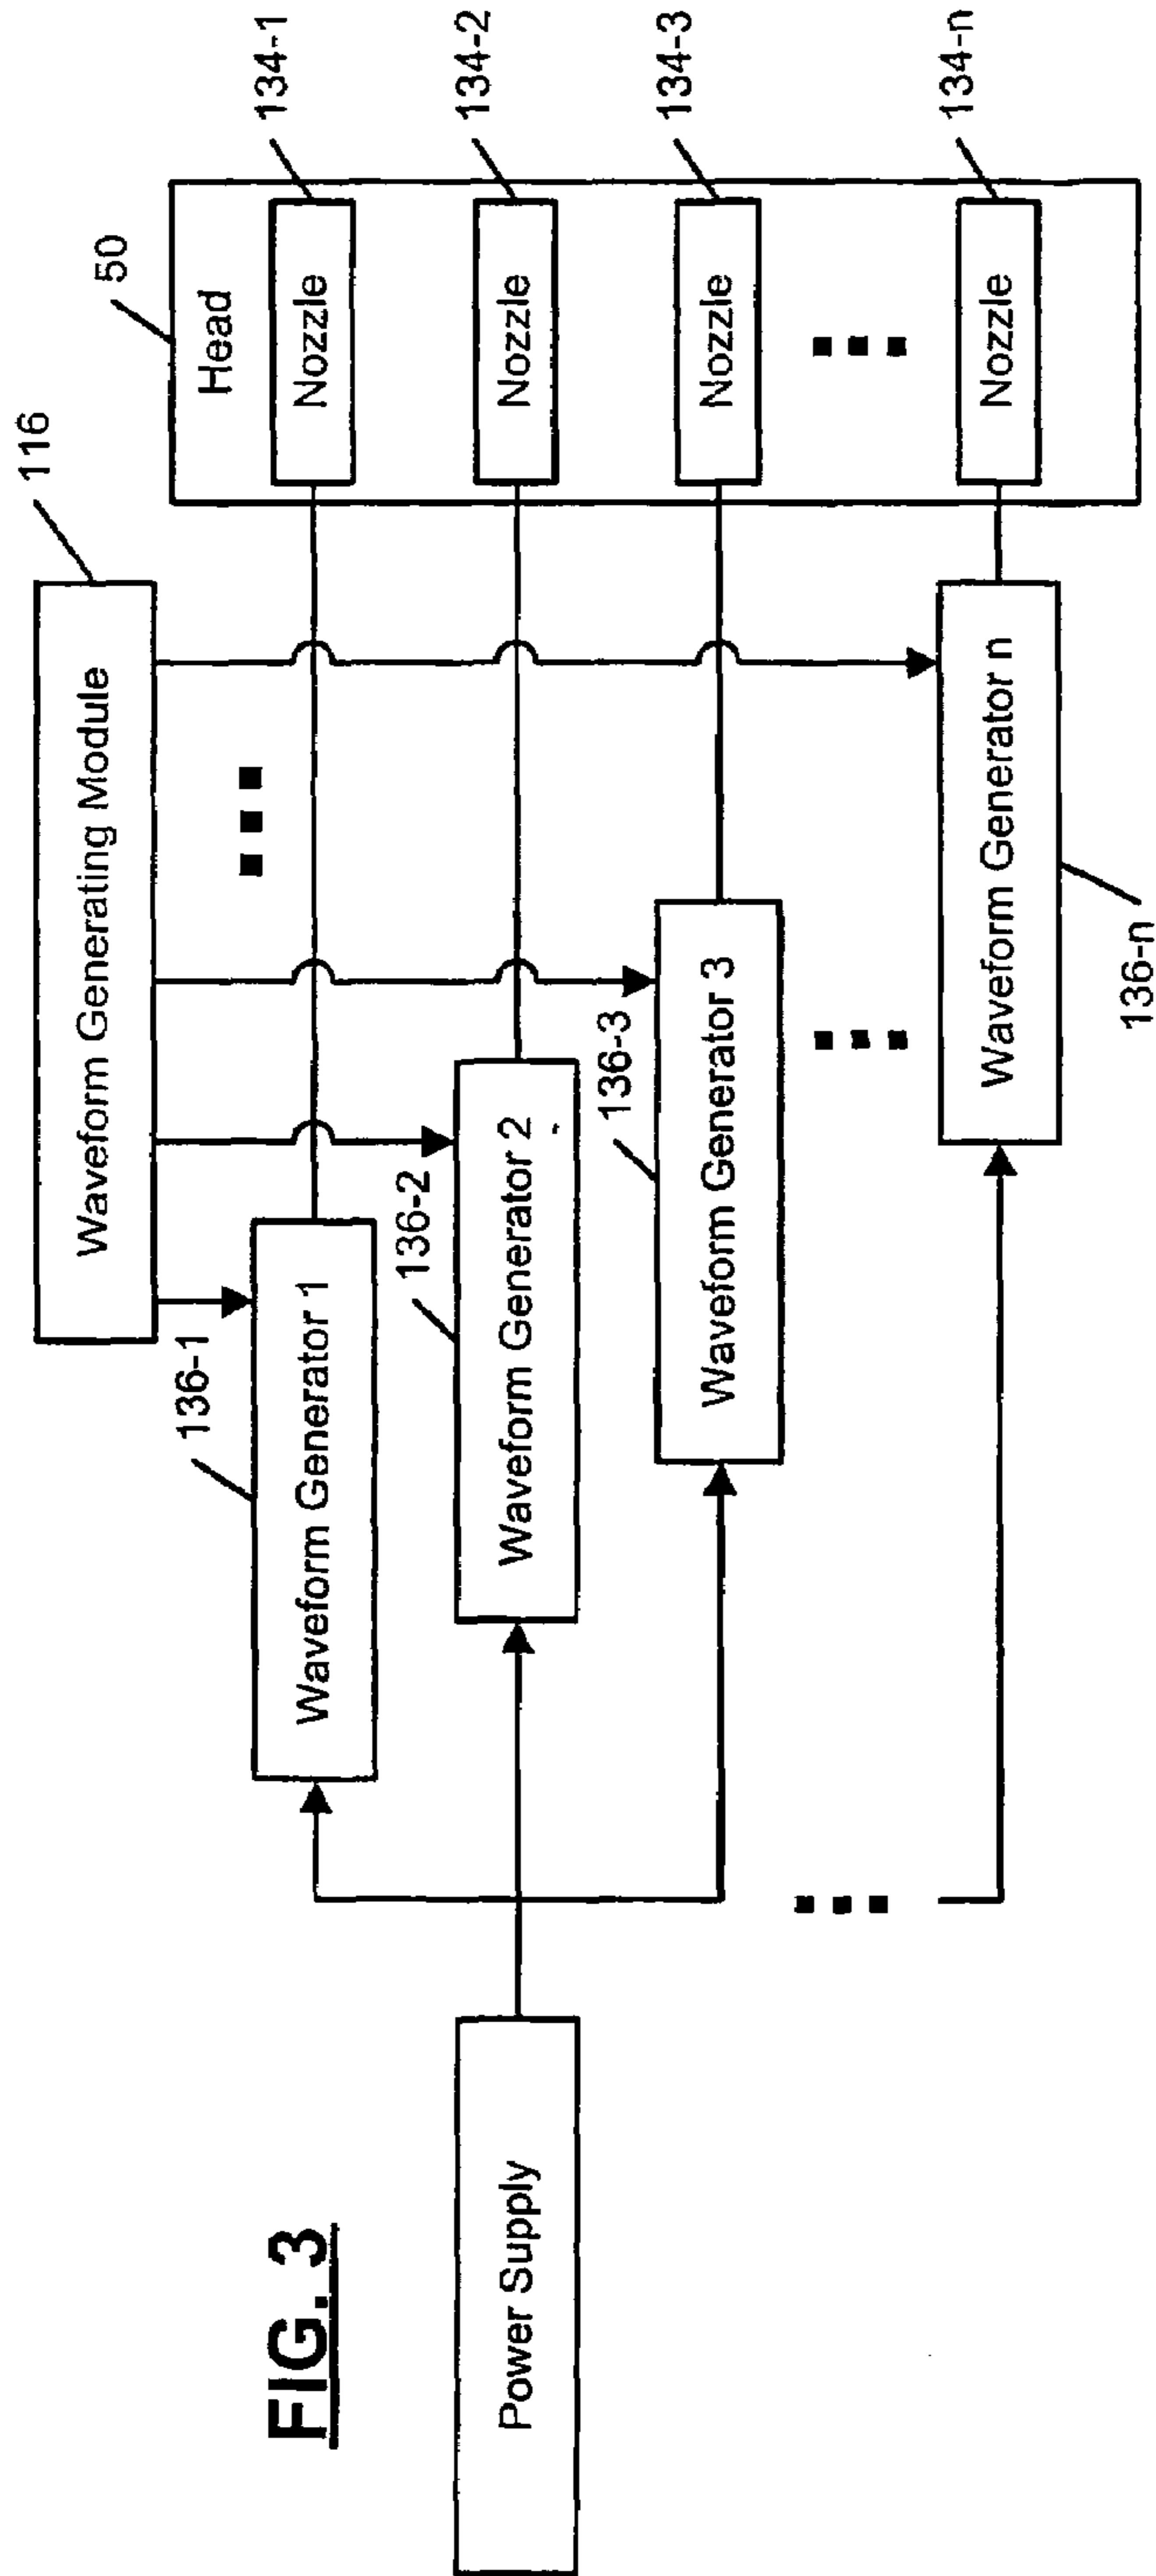 FIG. 3
116
Waveform Generating Module
50
Head
136-1
Waveform Generator 1
Nozzle
134-1
Power Supply
136-2
Waveform Generator 2
Nozzle
134-2
136-3
Waveform Generator 3
Nozzle
134-3
Waveform Generator n
136-n
Nozzle
134-n